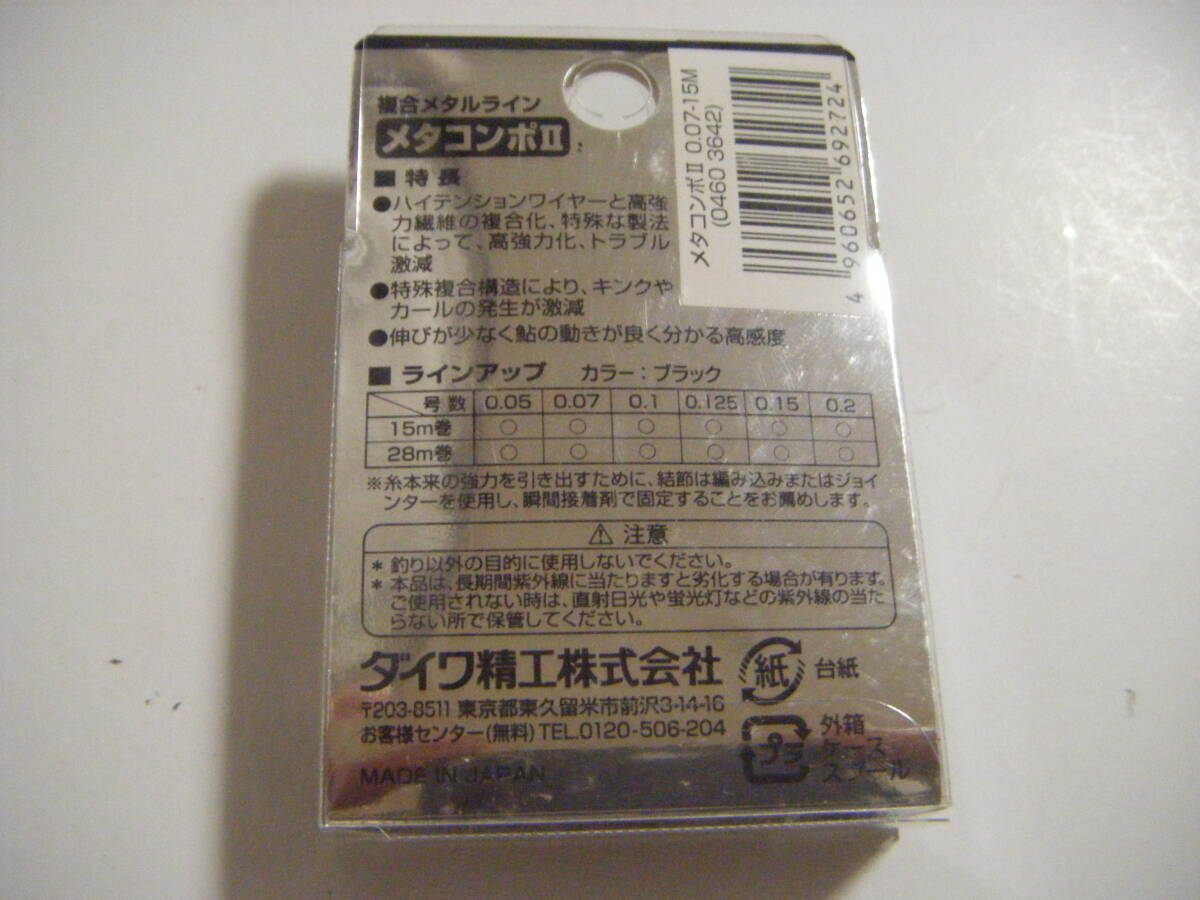 複合メタルライン
メタコンポⅡ
■ 特長
●ハイテンションワイヤーと高強
力繊維の複合化、特殊な製法
によって、高強力化、トラブル
激減
●特殊複合構造により、キンクや
カールの発生が激減
●伸びが少なく鮎の動きが良く分かる高感度
メタコンポⅡ 0.07-15M
(0460 3642)
4 960652 692724
■ ラインアップ カラー：ブラック
号数 0.05 0.07 0.1 0.125 0.15 0.2
15m巻 ○ ○ ○ ○ ○ ○
28m巻 ○ ○ ○ ○ ○ ○
※糸本来の強力を引き出すために、結節は編み込みまたはジョイ
ンターを使用し、瞬間接着剤で固定することをお薦めします。
⚠ 注意
* 釣り以外の目的に使用しないでください。
* 本品は、長期間紫外線に当たりますと劣化する場合が有ります。
ご使用されない時は、直射日光や蛍光灯などの紫外線の当た
らない所で保管してください。
ダイワ精工株式会社
〒203-8511 東京都東久留米市前沢3-14-16
お客様センター(無料) TEL.0120-506-204
MADE IN JAPAN
紙 台紙
プラ 外箱
ケース
スプール